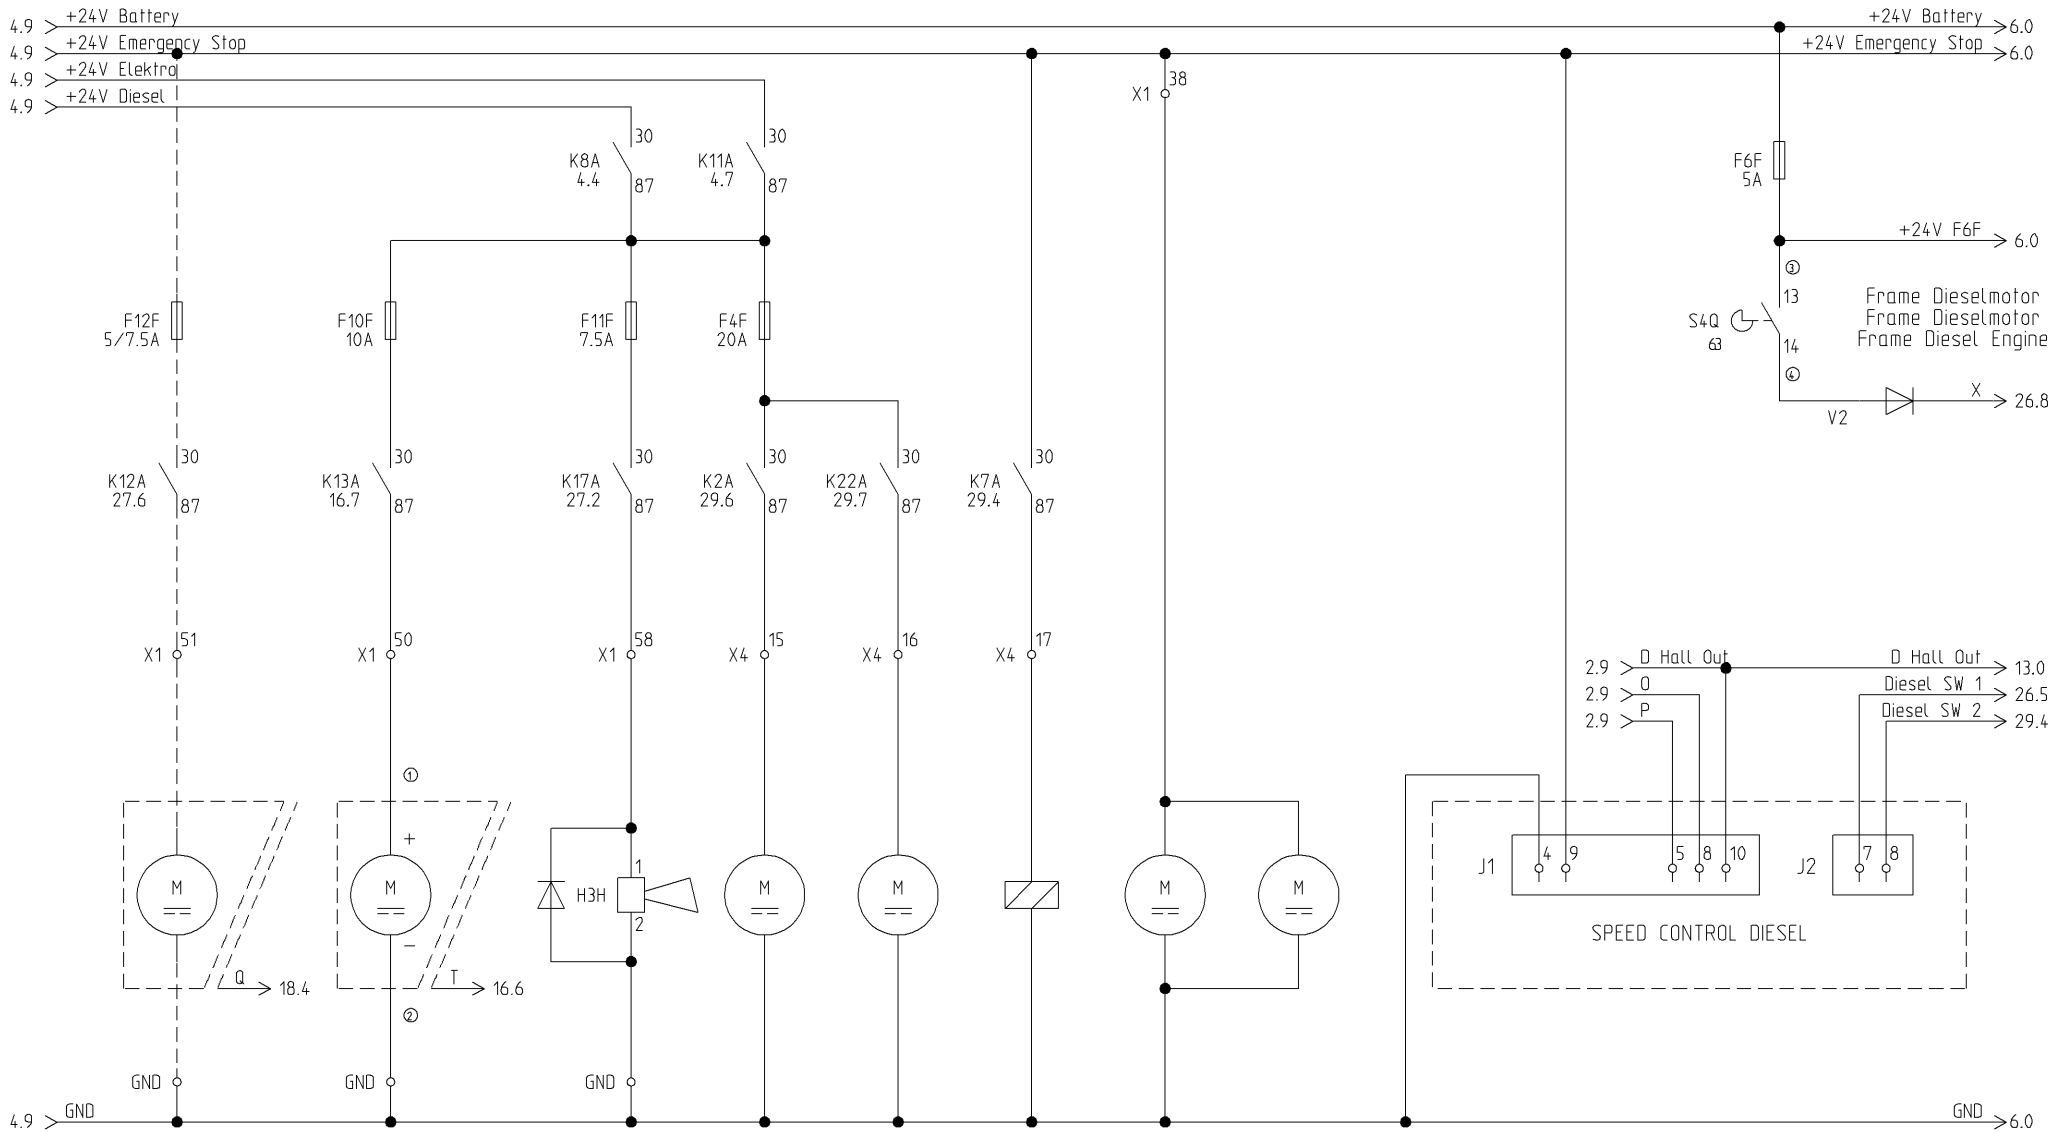 4.9 +24V Battery +24V Battery 6.0
4.9 +24V Emergency Stop +24V Emergency Stop 6.0
4.9 +24V Elektro
4.9 +24V Diesel
38
X1
30 30
K8A K11A
4.4 4.7
87 87
F6F
5A
+24V F6F 6.0
3
13
S4Q
63
14
4
Frame Dieselmotor
Frame Dieselmotor
Frame Diesel Engine
F12F F10F F11F F4F
5/7.5A 10A 7.5A 20A
X 26.8
V2
30 30 30 30 30 30
K12A K13A K17A K2A K22A K7A
27.6 16.7 27.2 29.6 29.7 29.4
87 87 87 87 87 87
51 50 58 15 16 17
X1 X1 X1 X4 X4 X4
2.9 D Hall Out D Hall Out 13.0
2.9 O Diesel SW 1 26.5
2.9 P Diesel SW 2 29.4
1
+
4 9 5 8 10 7 8
J1 J2
1
M M H3H M M M M
2
SPEED CONTROL DIESEL
-
Q 18.4 T 16.6
2
GND GND GND
4.9 GND GND 6.0